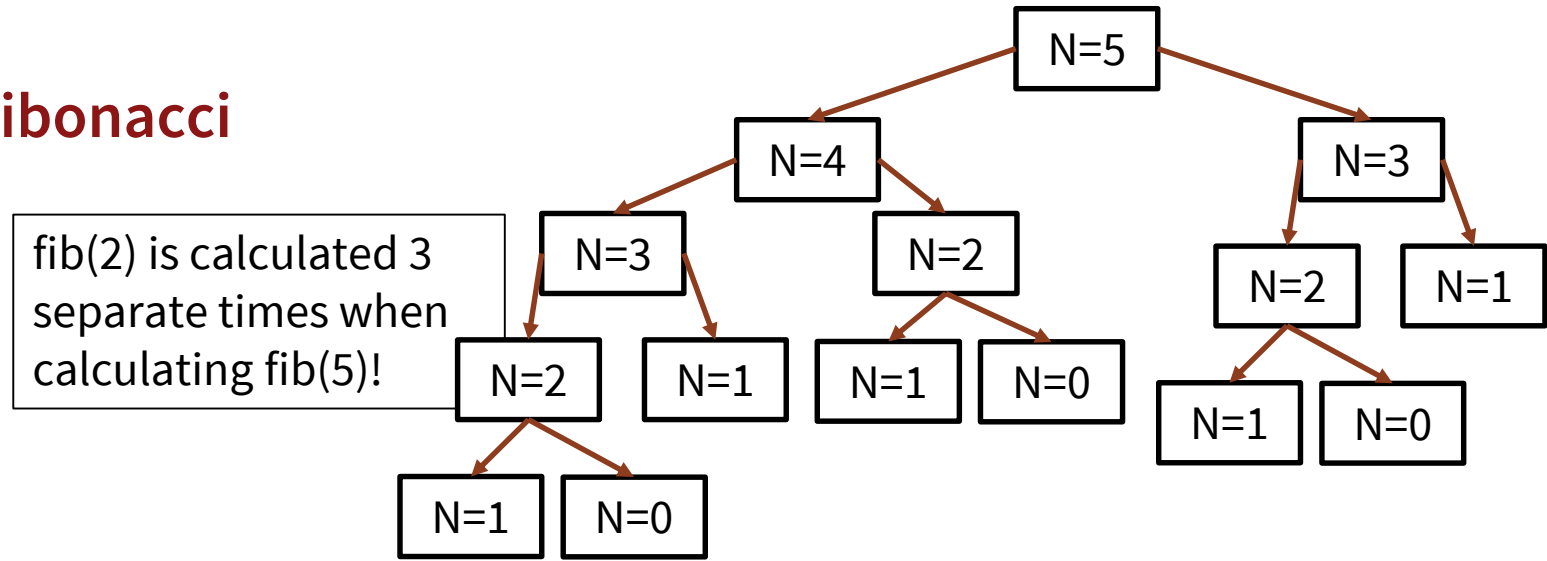 N=5
ibonacci
N=4
N=3
fib(2) is calculated 3
separate times when
calculating fib(5)!
N=3
N=2
N=2
N=1
N=2
N=1
N=1
N=0
N=1
N=0
N=1
N=0